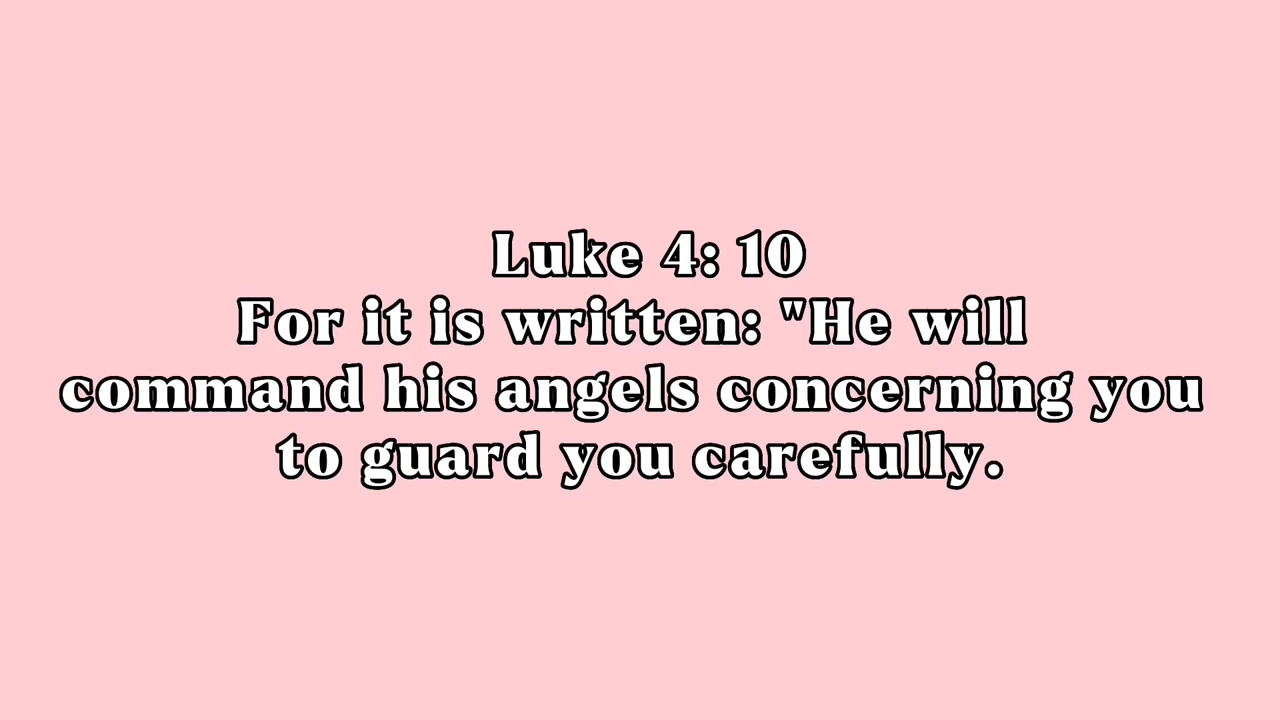 Luke 4: 10
For it is written: "He will
command his angels concerning you
to guard you carefully.